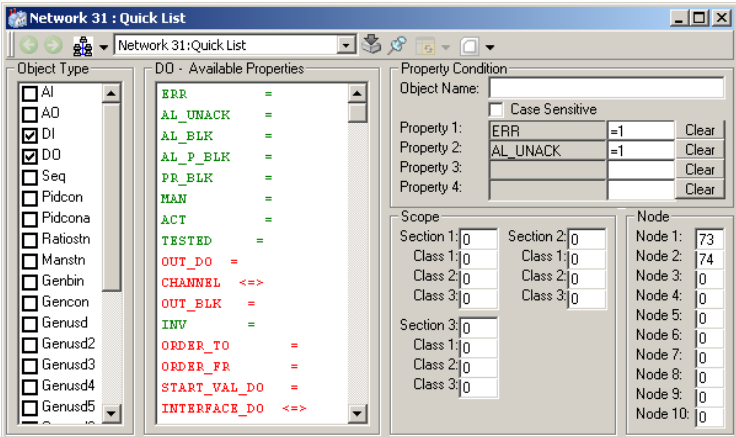 Network 31 : Quick List
Network 31:Quick List
Object Type
AI
AO
DI
DO
Seq
Pidcon
Pidcona
Ratiostn
Manstn
Genbin
Gencon
Genusd
Genusd2
Genusd3
Genusd4
Genusd5
DO - Available Properties
ERR =
AL_UNACK =
AL_BLK =
AL_P_BLK =
PR_BLK =
MAN =
ACT =
TESTED =
OUT_DO =
CHANNEL <=>
OUT_BLK =
INV =
ORDER_TO =
ORDER_FR =
START_VAL_DO =
INTERFACE_DO <=>
Property Condition
Object Name:
Case Sensitive
Property 1: ERR =1 Clear
Property 2: AL_UNACK =1 Clear
Property 3: Clear
Property 4: Clear
Scope
Section 1: 0 Section 2: 0
Class 1: 0 Class 1: 0
Class 2: 0 Class 2: 0
Class 3: 0 Class 3: 0
Section 3: 0
Class 1: 0
Class 2: 0
Class 3: 0
Node
Node 1: 73
Node 2: 74
Node 3: 0
Node 4: 0
Node 5: 0
Node 6: 0
Node 7: 0
Node 8: 0
Node 9: 0
Node 10: 0